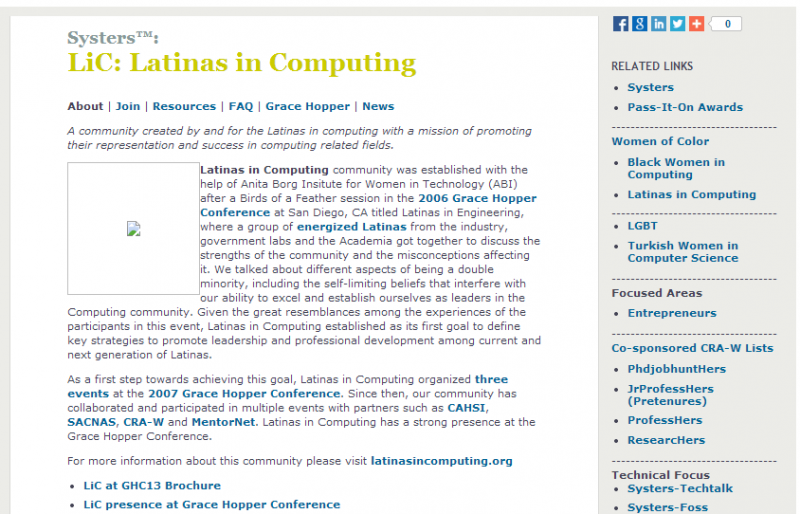 Systers™:
LiC: Latinas in Computing
About | Join | Resources | FAQ | Grace Hopper | News
A community created by and for the Latinas in computing with a mission of promoting
their representation and success in computing related fields.
Latinas in Computing community was established with the
help of Anita Borg Insitute for Women in Technology (ABI)
after a Birds of a Feather session in the 2006 Grace Hopper
Conference at San Diego, CA titled Latinas in Engineering,
where a group of energized Latinas from the industry,
government labs and the Academia got together to discuss the
strengths of the community and the misconceptions affecting
it. We talked about different aspects of being a double
minority, including the self-limiting beliefs that interfere with
our ability to excel and establish ourselves as leaders in the
Computing community. Given the great resemblances among the experiences of the
participants in this event, Latinas in Computing established as its first goal to define
key strategies to promote leadership and professional development among current and
next generation of Latinas.
As a first step towards achieving this goal, Latinas in Computing organized three
events at the 2007 Grace Hopper Conference. Since then, our community has
collaborated and participated in multiple events with partners such as CAHSI,
SACNAS, CRA-W and MentorNet. Latinas in Computing has a strong presence at the
Grace Hopper Conference.
For more information about this community please visit latinasincomputing.org
• LiC at GHC13 Brochure
• LiC presence at Grace Hopper Conference
0
RELATED LINKS
• Systers
• Pass-It-On Awards
Women of Color
• Black Women in
Computing
• Latinas in Computing
• LGBT
• Turkish Women in
Computer Science
Focused Areas
• Entrepreneurs
Co-sponsored CRA-W Lists
• PhdjobhuntHers
• JrProfessHers
(Pretenures)
• ProfessHers
• ResearcHers
Technical Focus
• Systers-Techtalk
• Systers-Foss